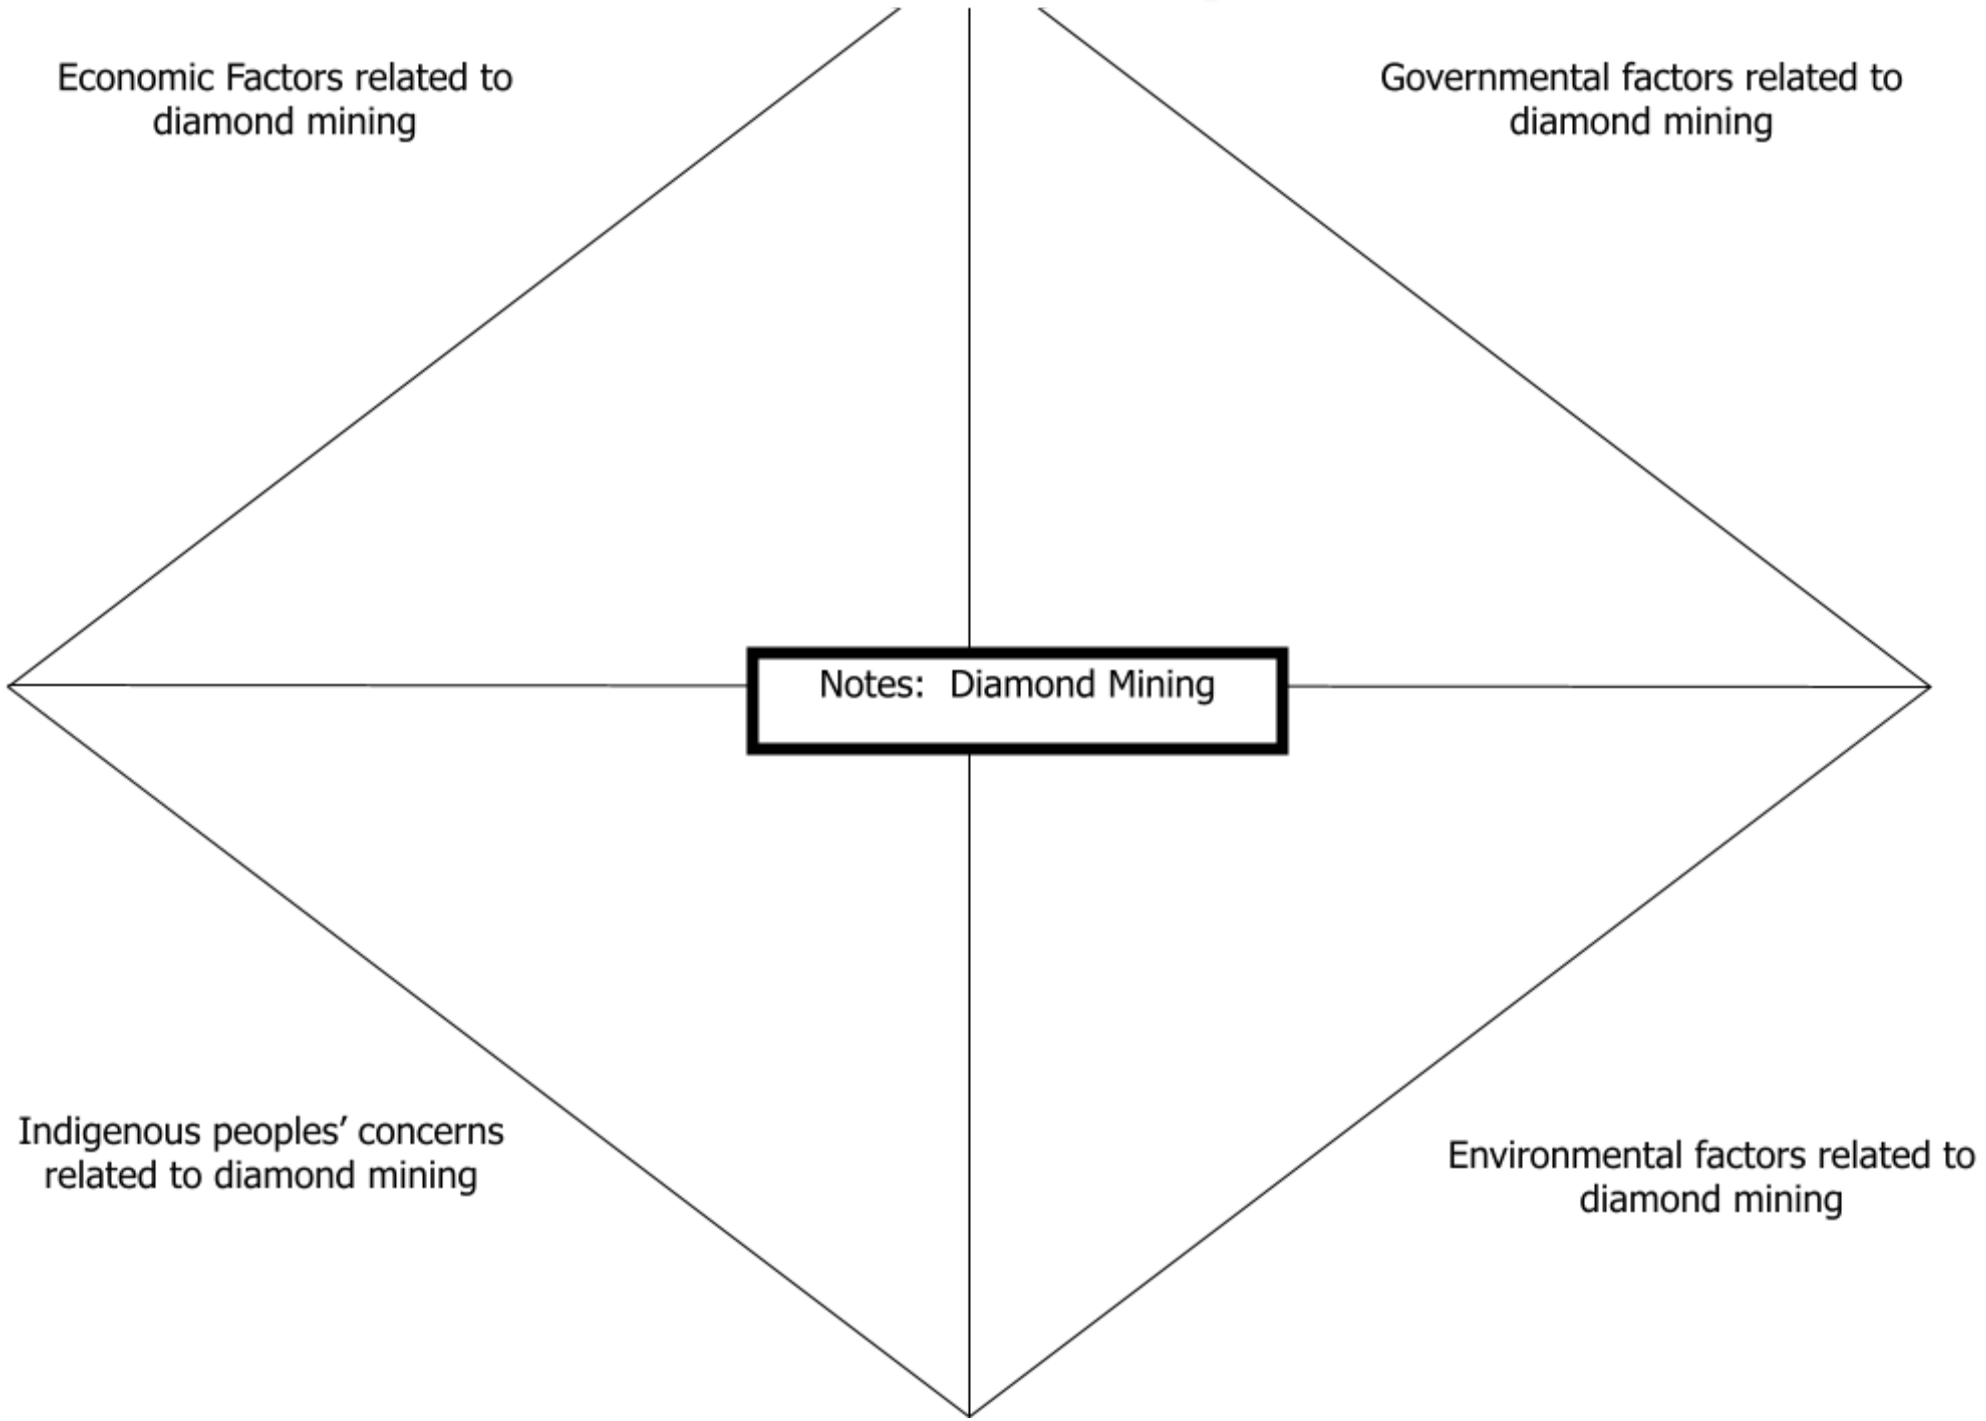 Economic Factors related to
diamond mining
Governmental factors related to
diamond mining
Notes:  Diamond Mining
Indigenous peoples’ concerns
related to diamond mining
Environmental factors related to
diamond mining